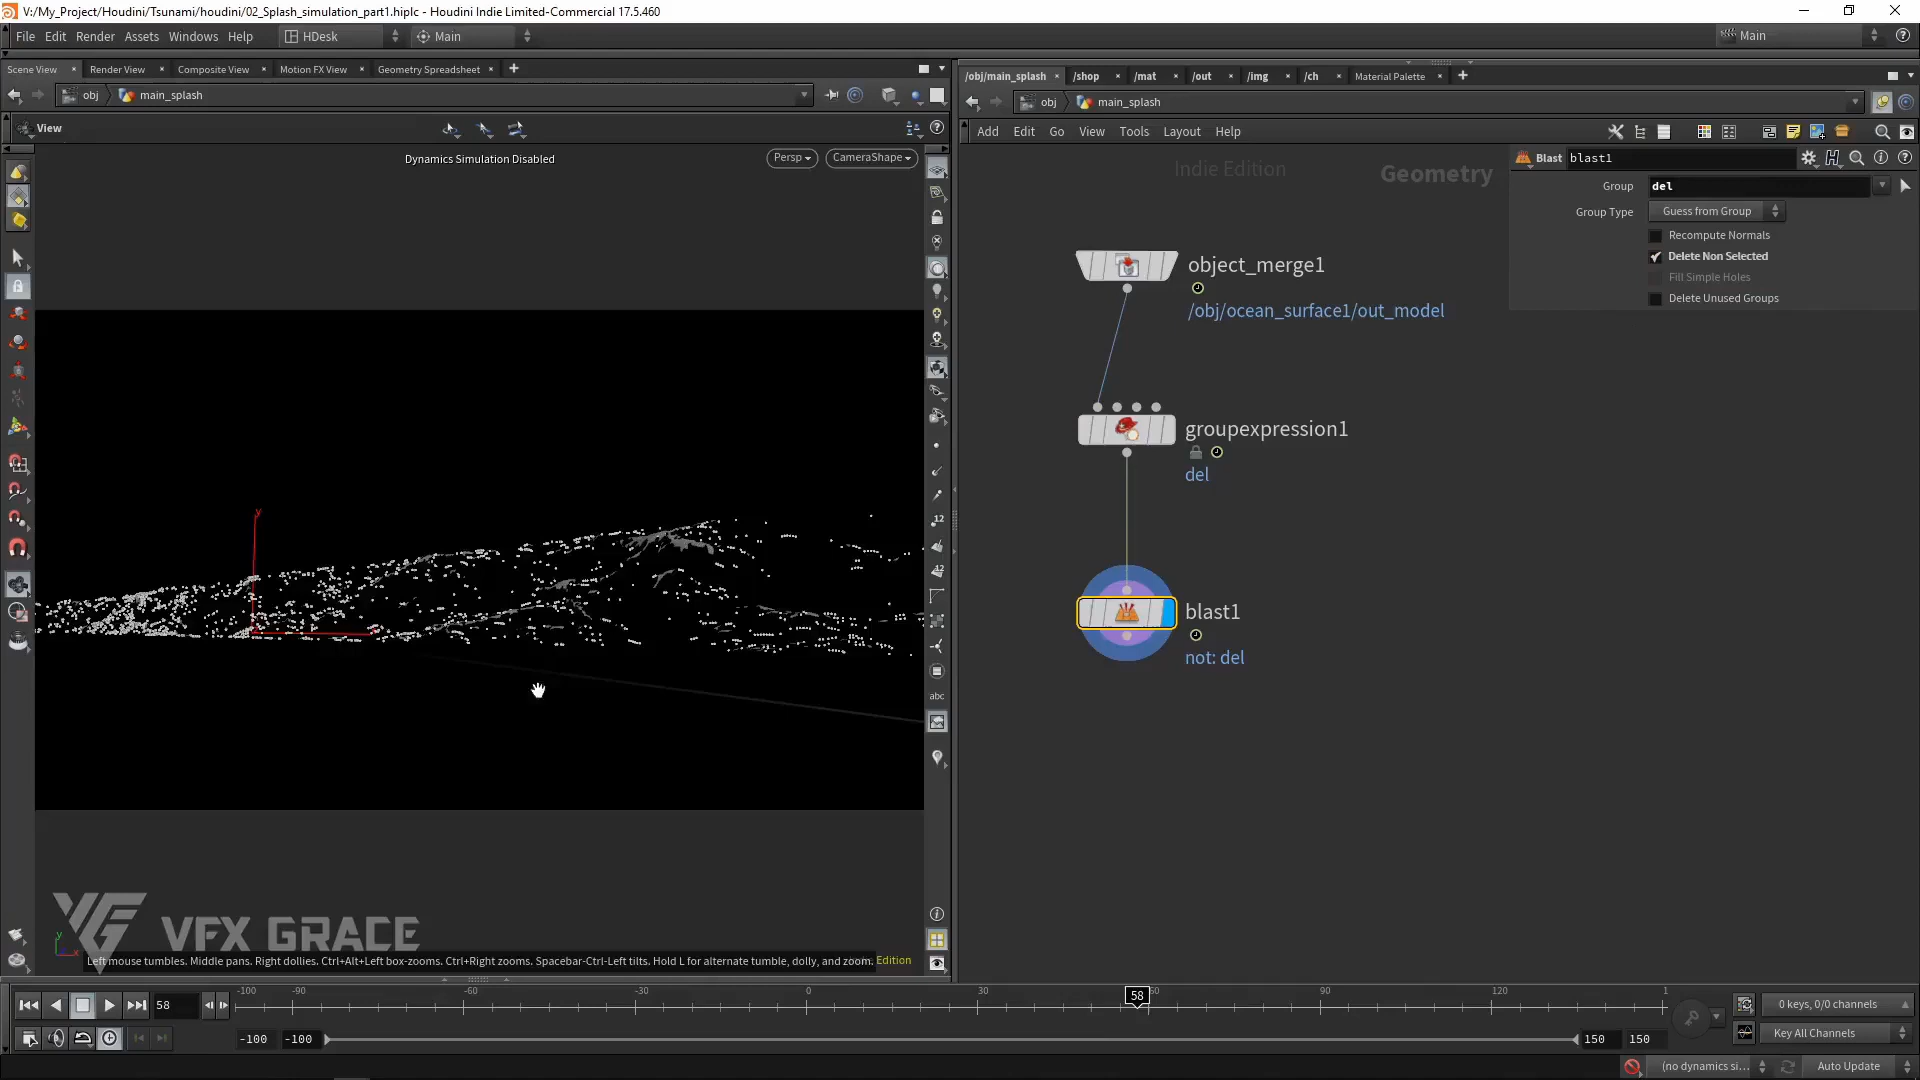 V:/My_Project/Houdini/Tsunami/houdini/02_Splash_simulation_part1.hiplc - Houdini Indie Limited-Commercial 17.5.460
File Edit Render Assets Windows Help HDesk Main Main
Scene View Render View Composite View Motion FX View Geometry Spreadsheet
/obj/main_splash /shop /mat /out /img /ch Material Palette
obj main_splash
obj main_splash
View
Add Edit Go View Tools Layout Help
Dynamics Simulation Disabled
Persp CameraShape
Indie Edition
Geometry
Blast blast1
Group del
Group Type Guess from Group
Recompute Normals
Delete Non Selected
Fill Simple Holes
Delete Unused Groups
object_merge1
/obj/ocean_surface1/out_model
groupexpression1
del
blast1
not: del
y
12
12
abc
VFX GRACE
y
x
Left mouse tumbles. Middle pans. Right dollies. Ctrl+Alt+Left box-zooms. Ctrl+Right zooms. Spacebar-Ctrl-Left tilts. Hold L for alternate tumble, dolly, and zoom. Edition
58
-100 -90 -60 -30 0 30 58 60 90 120 1
0 keys, 0/0 channels
-100 -100 150 150
Key All Channels
(no dynamics si... Auto Update